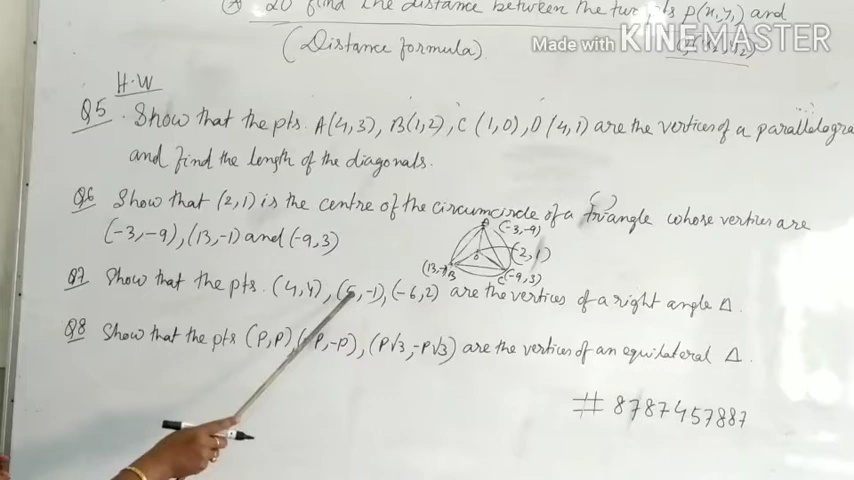 To find the distance between the two pts p(x,y,) and
(Distance formula).
Made with KINEMASTER
H.W
Q5 . Show that the pts. A(4,3), B(1,2), C (1,0), D (4,1) are the vertices of a parallelogra
and find the length of the diagonals.
Q6 Show that (2,1) is the centre of the circumcircle of a triangle whose vertices are
(-3,-9), (13,-1) and (-9,3)
A (-3,-9)
O (2,1)
(13,-1) B
C (-9,3)
Q7 Show that the pts. (4,4), (5,-1), (-6,2) are the vertices of a right angle Δ.
Q8 Show that the pts (P,P) P,-P), (P√3,-P√3) are the vertices of an equilateral Δ.
# 8787457887